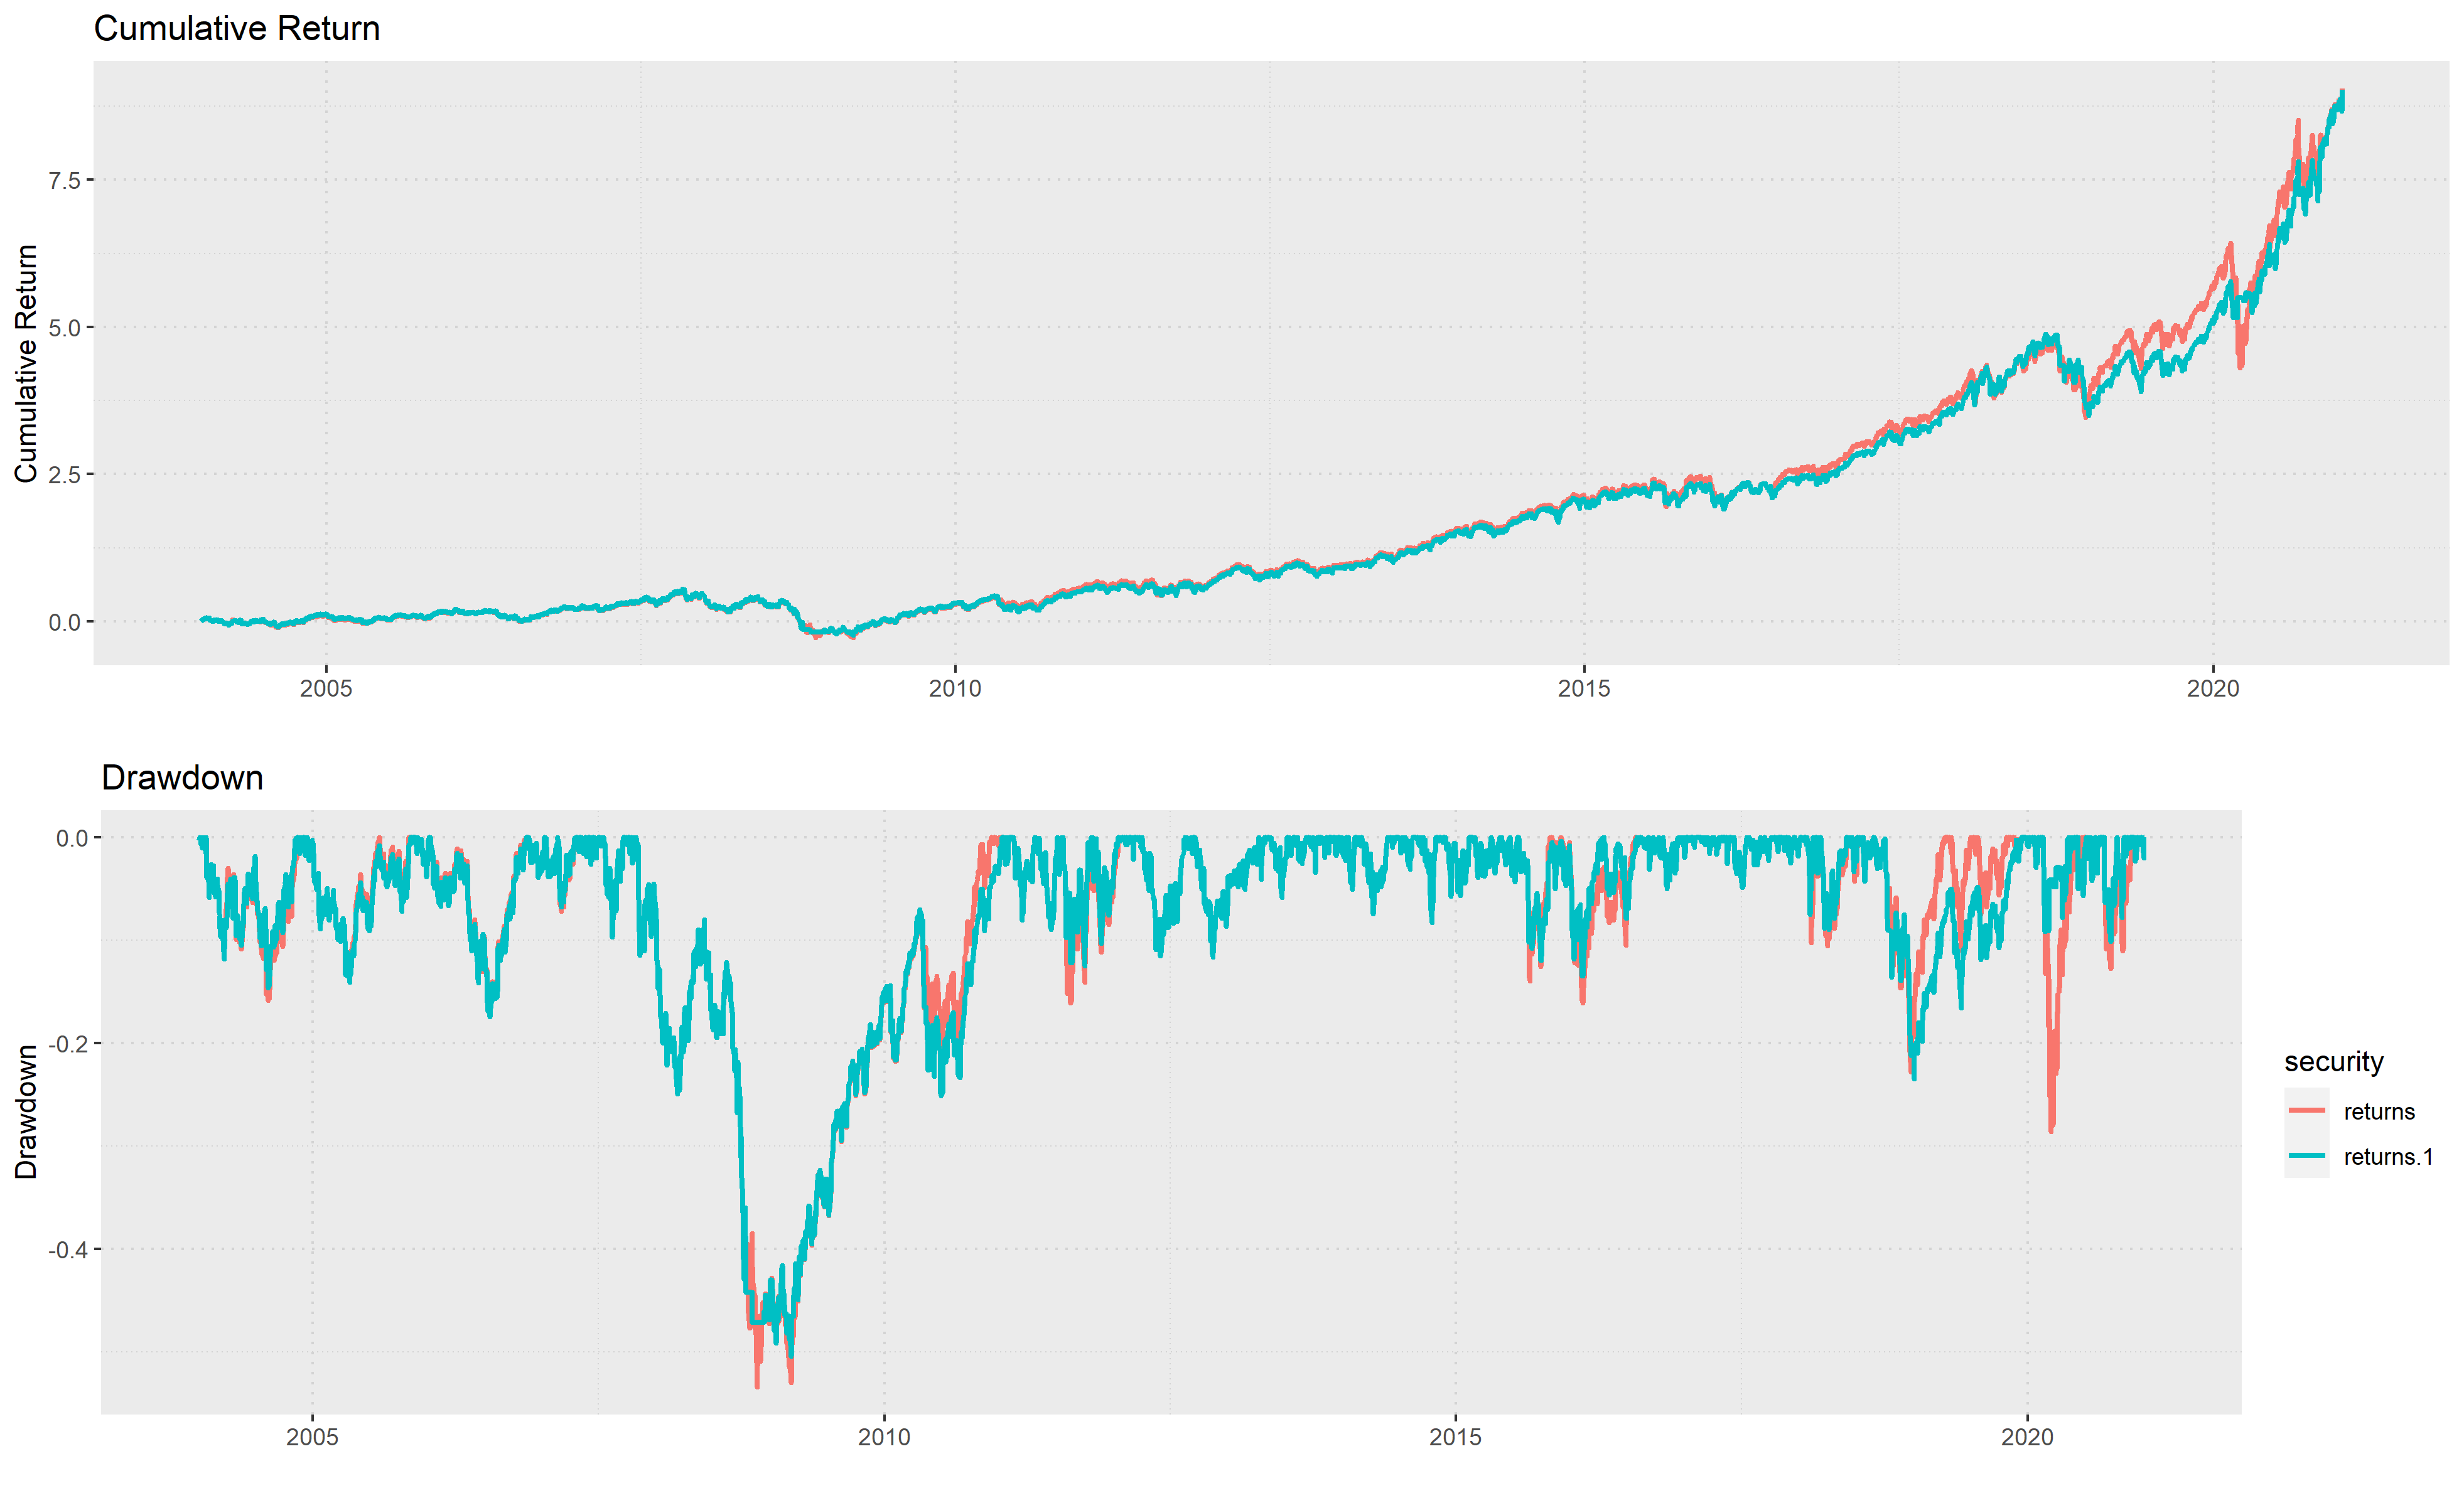 Cumulative Return
Cumulative Return
7.5
5.0
2.5
0.0
2005 2010 2015 2020
Drawdown
Drawdown
0.0
-0.2
-0.4
2005 2010 2015 2020
security
returns
returns.1